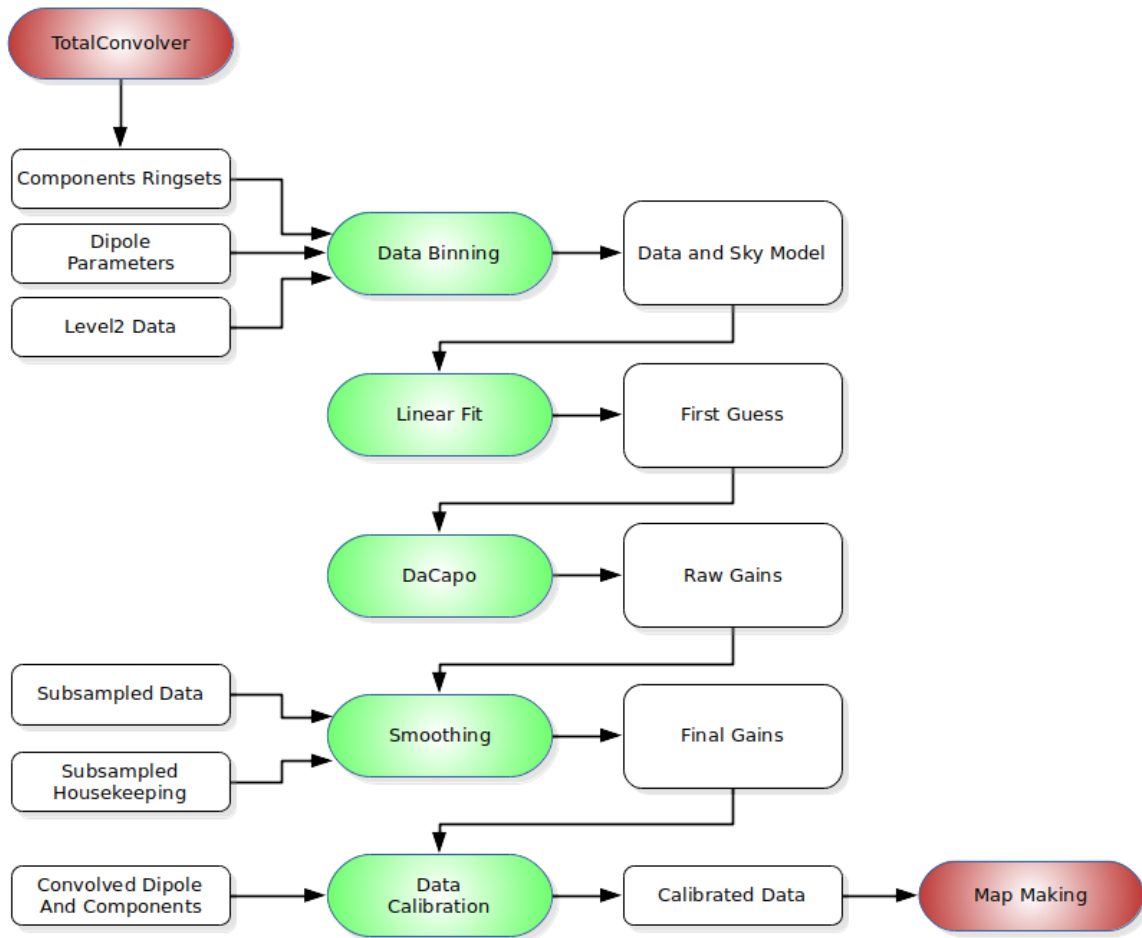 TotalConvolver
Components Ringsets
Dipole
Parameters
Level2 Data
Data Binning
Data and Sky Model
Linear Fit
First Guess
DaCapo
Raw Gains
Subsampled Data
Subsampled
Housekeeping
Smoothing
Final Gains
Convolved Dipole
And Components
Data
Calibration
Calibrated Data
Map Making